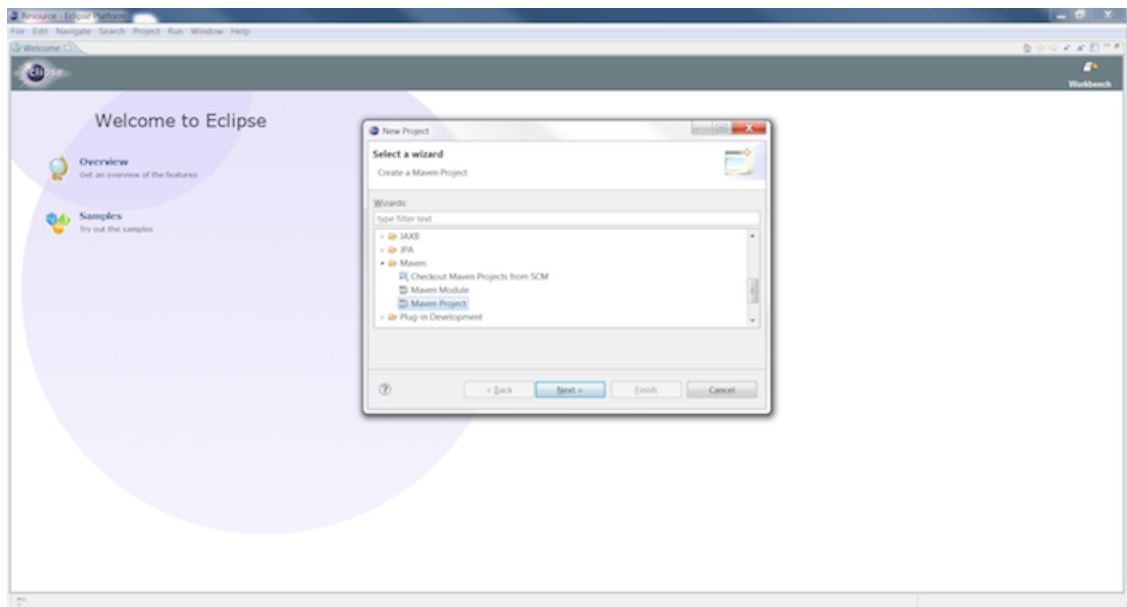 Resource - Eclipse Platform
File Edit Navigate Search Project Run Window Help
Welcome
eclipse
Workbench
Welcome to Eclipse
Overview
Get an overview of the features
Samples
Try out the samples
New Project
Select a wizard
Create a Maven Project
Wizards:
type filter text
JAXB
JPA
Maven
Checkout Maven Projects from SCM
Maven Module
Maven Project
Plug-in Development
? < Back Next > Finish Cancel